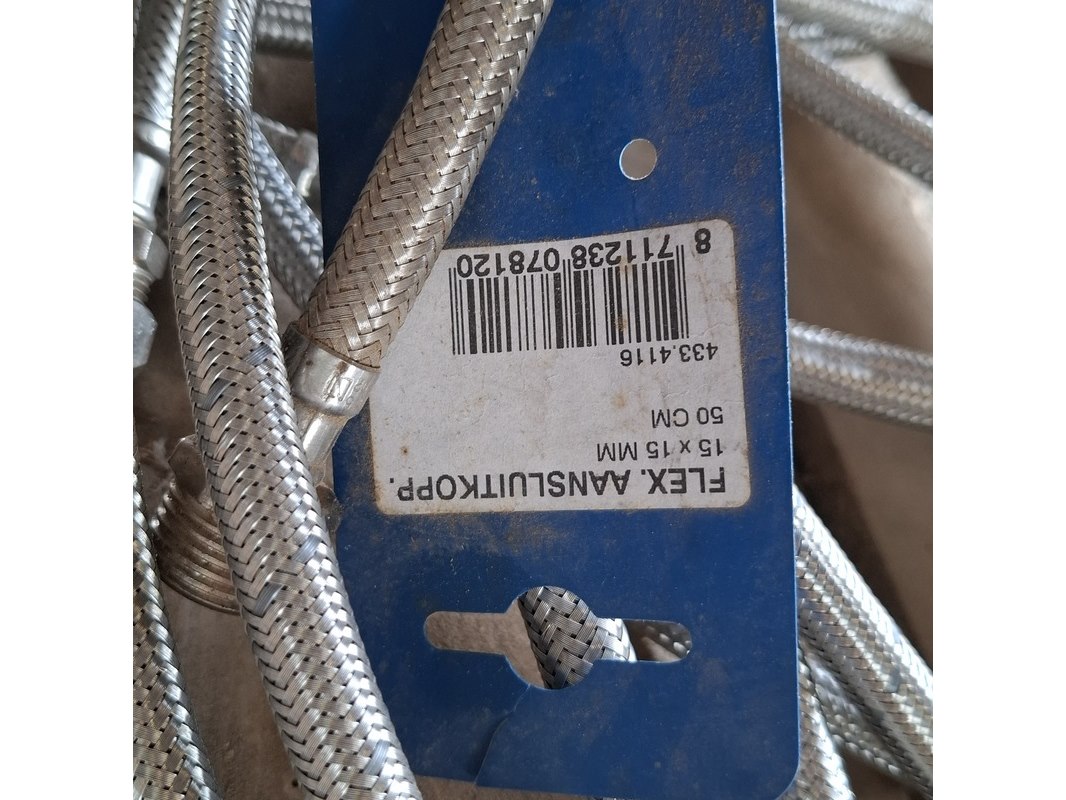 FLEX. AANSLUITKOPP.
15 x 15 MM
50 CM
433.4116
8 711238 078120